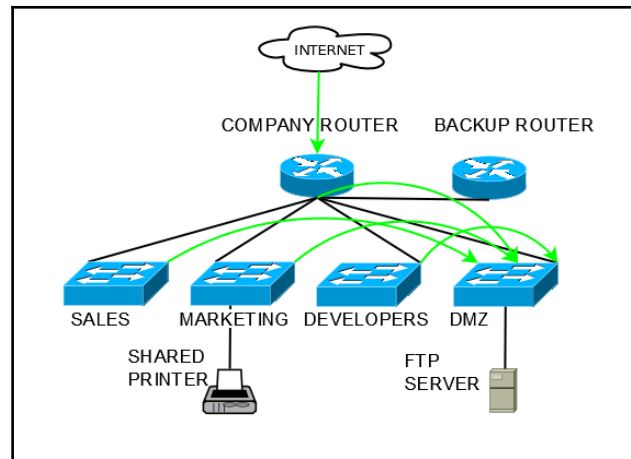 INTERNET
COMPANY ROUTER
BACKUP ROUTER
SALES
MARKETING
DEVELOPERS
DMZ
SHARED
PRINTER
FTP
SERVER